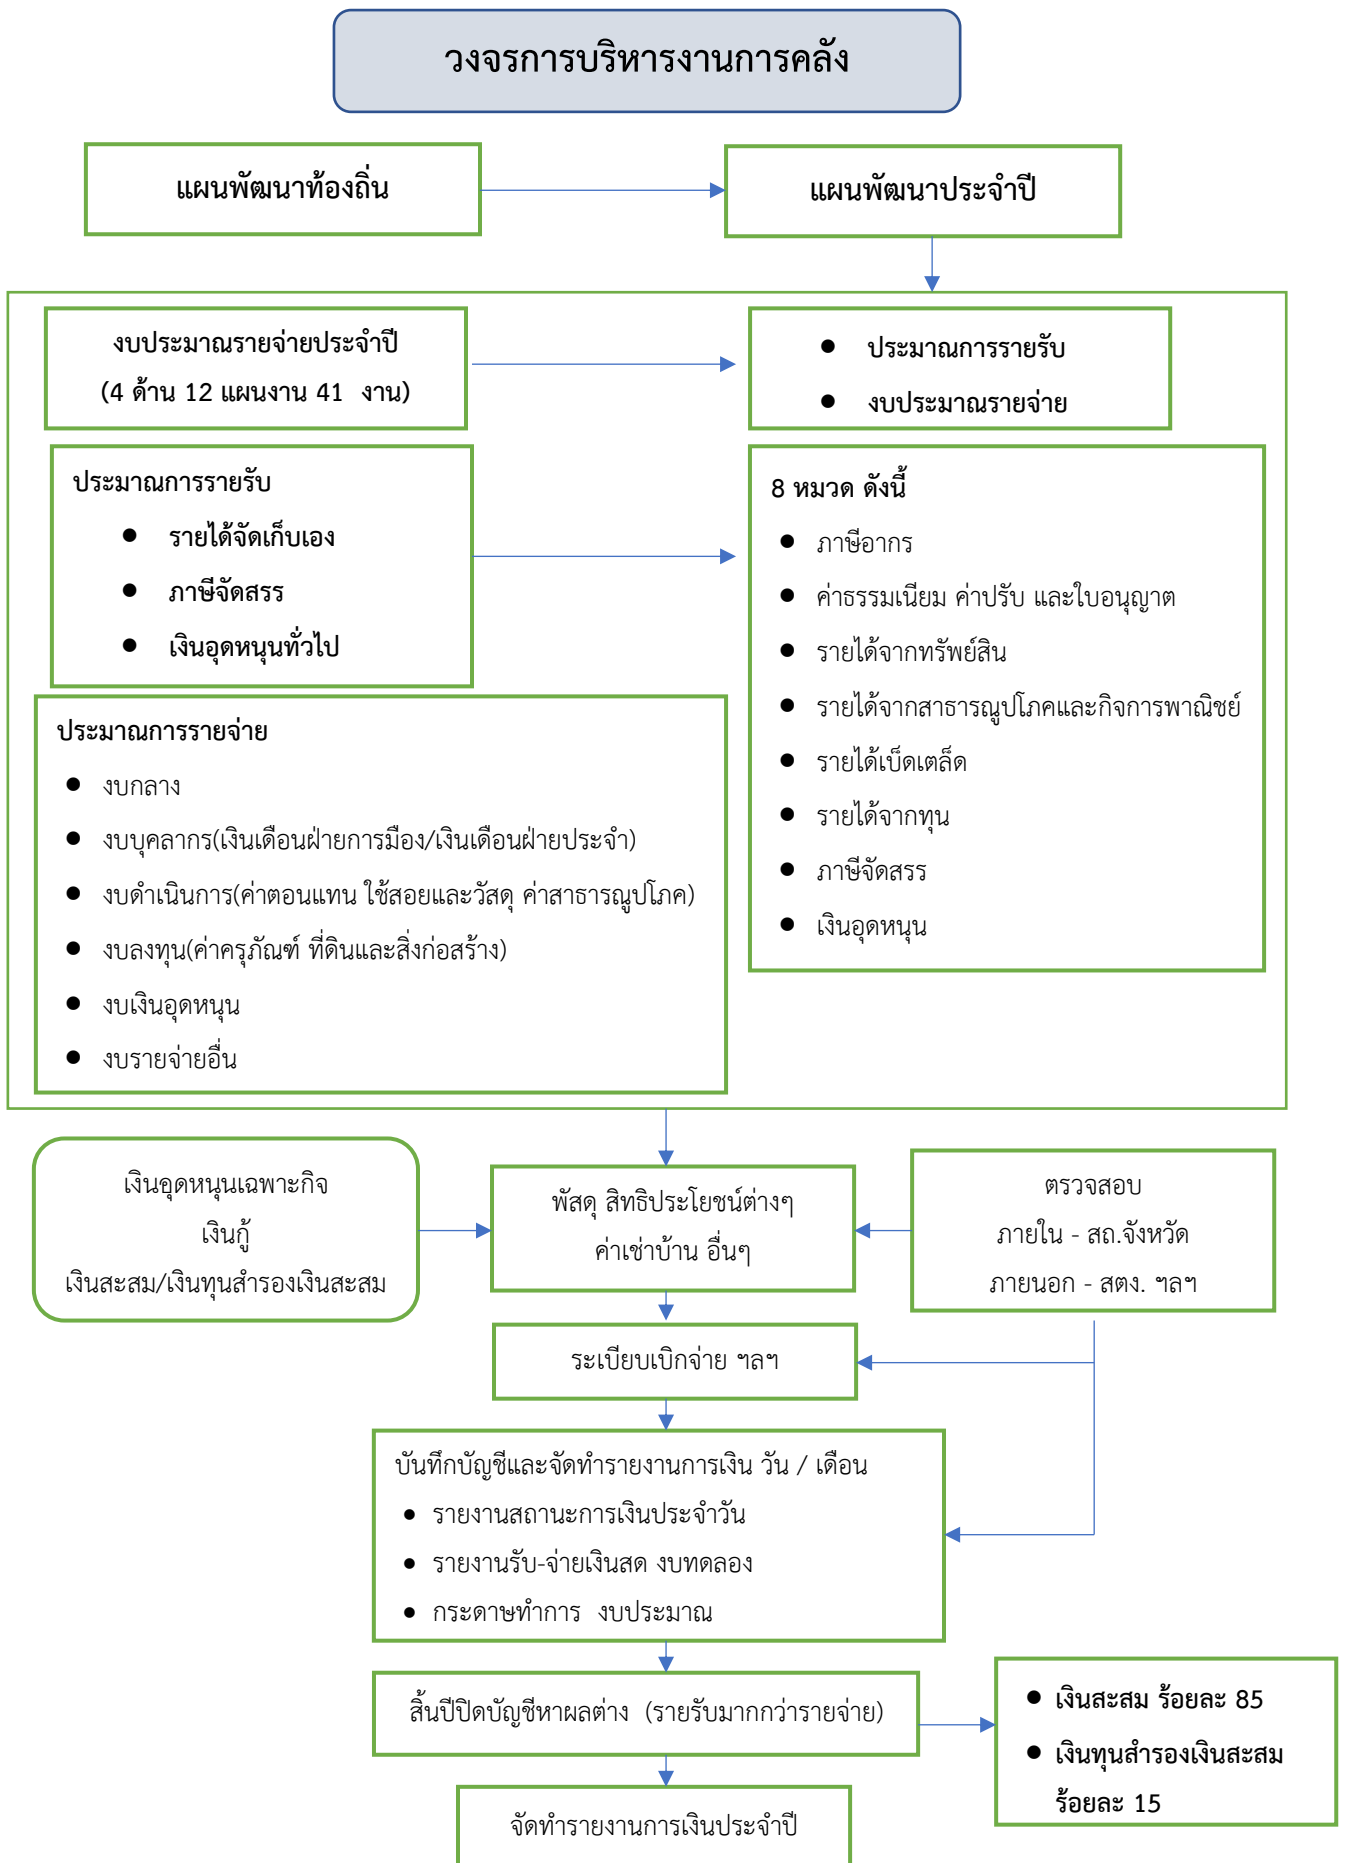 วงจรการบริหารงานการคลัง
แผนพัฒนาท้องถิ่น
แผนพัฒนาประจำปี
งบประมาณรายจ่ายประจำปี
(4 ด้าน 12 แผนงาน 41 งาน)
● ประมาณการรายรับ
● งบประมาณรายจ่าย
ประมาณการรายรับ
● รายได้จัดเก็บเอง
● ภาษีจัดสรร
● เงินอุดหนุนทั่วไป
8 หมวด ดังนี้
● ภาษีอากร
● ค่าธรรมเนียม ค่าปรับ และใบอนุญาต
● รายได้จากทรัพย์สิน
● รายได้จากสาธารณูปโภคและกิจการพาณิชย์
● รายได้เบ็ดเตล็ด
● รายได้จากทุน
● ภาษีจัดสรร
● เงินอุดหนุน
ประมาณการรายจ่าย
● งบกลาง
● งบบุคลากร(เงินเดือนฝ่ายการมือง/เงินเดือนฝ่ายประจำ)
● งบดำเนินการ(ค่าตอนแทน ใช้สอยและวัสดุ ค่าสาธารณูปโภค)
● งบลงทุน(ค่าครุภัณฑ์ ที่ดินและสิ่งก่อสร้าง)
● งบเงินอุดหนุน
● งบรายจ่ายอื่น
เงินอุดหนุนเฉพาะกิจ
เงินกู้
เงินสะสม/เงินทุนสำรองเงินสะสม
พัสดุ สิทธิประโยชน์ต่างๆ
ค่าเช่าบ้าน อื่นๆ
ตรวจสอบ
ภายใน - สถ.จังหวัด
ภายนอก - สตง. ฯลฯ
ระเบียบเบิกจ่าย ฯลฯ
บันทึกบัญชีและจัดทำรายงานการเงิน วัน / เดือน
● รายงานสถานะการเงินประจำวัน
● รายงานรับ-จ่ายเงินสด งบทดลอง
● กระดาษทำการ งบประมาณ
สิ้นปีปิดบัญชีหาผลต่าง (รายรับมากกว่ารายจ่าย)
● เงินสะสม ร้อยละ 85
● เงินทุนสำรองเงินสะสม
ร้อยละ 15
จัดทำรายงานการเงินประจำปี